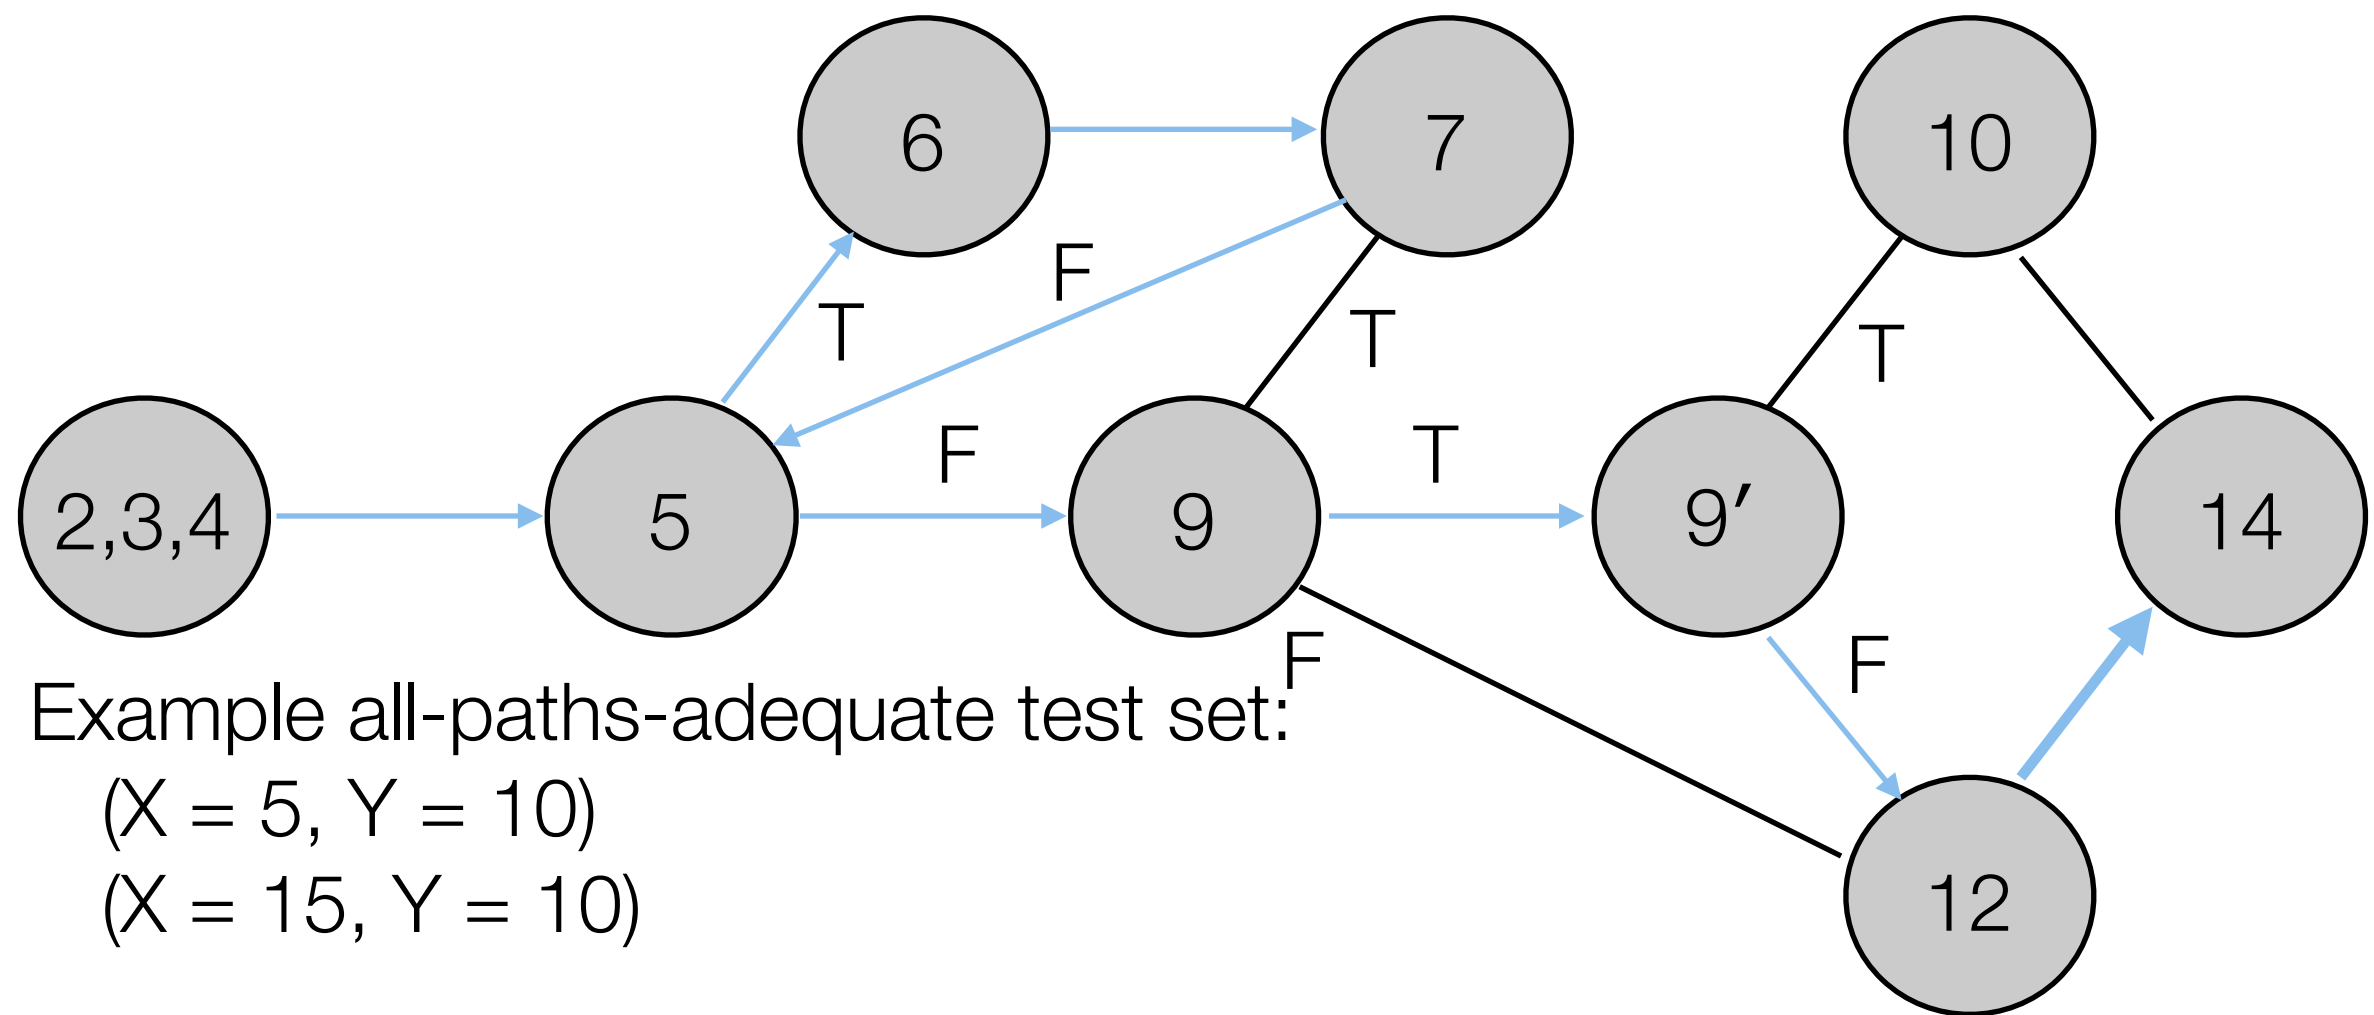 6
7
10
F
T
T
T
F
T
2,3,4
5
9
9′
14
F
F
Example all-paths-adequate test set:
(X = 5, Y = 10)
(X = 15, Y = 10)
12